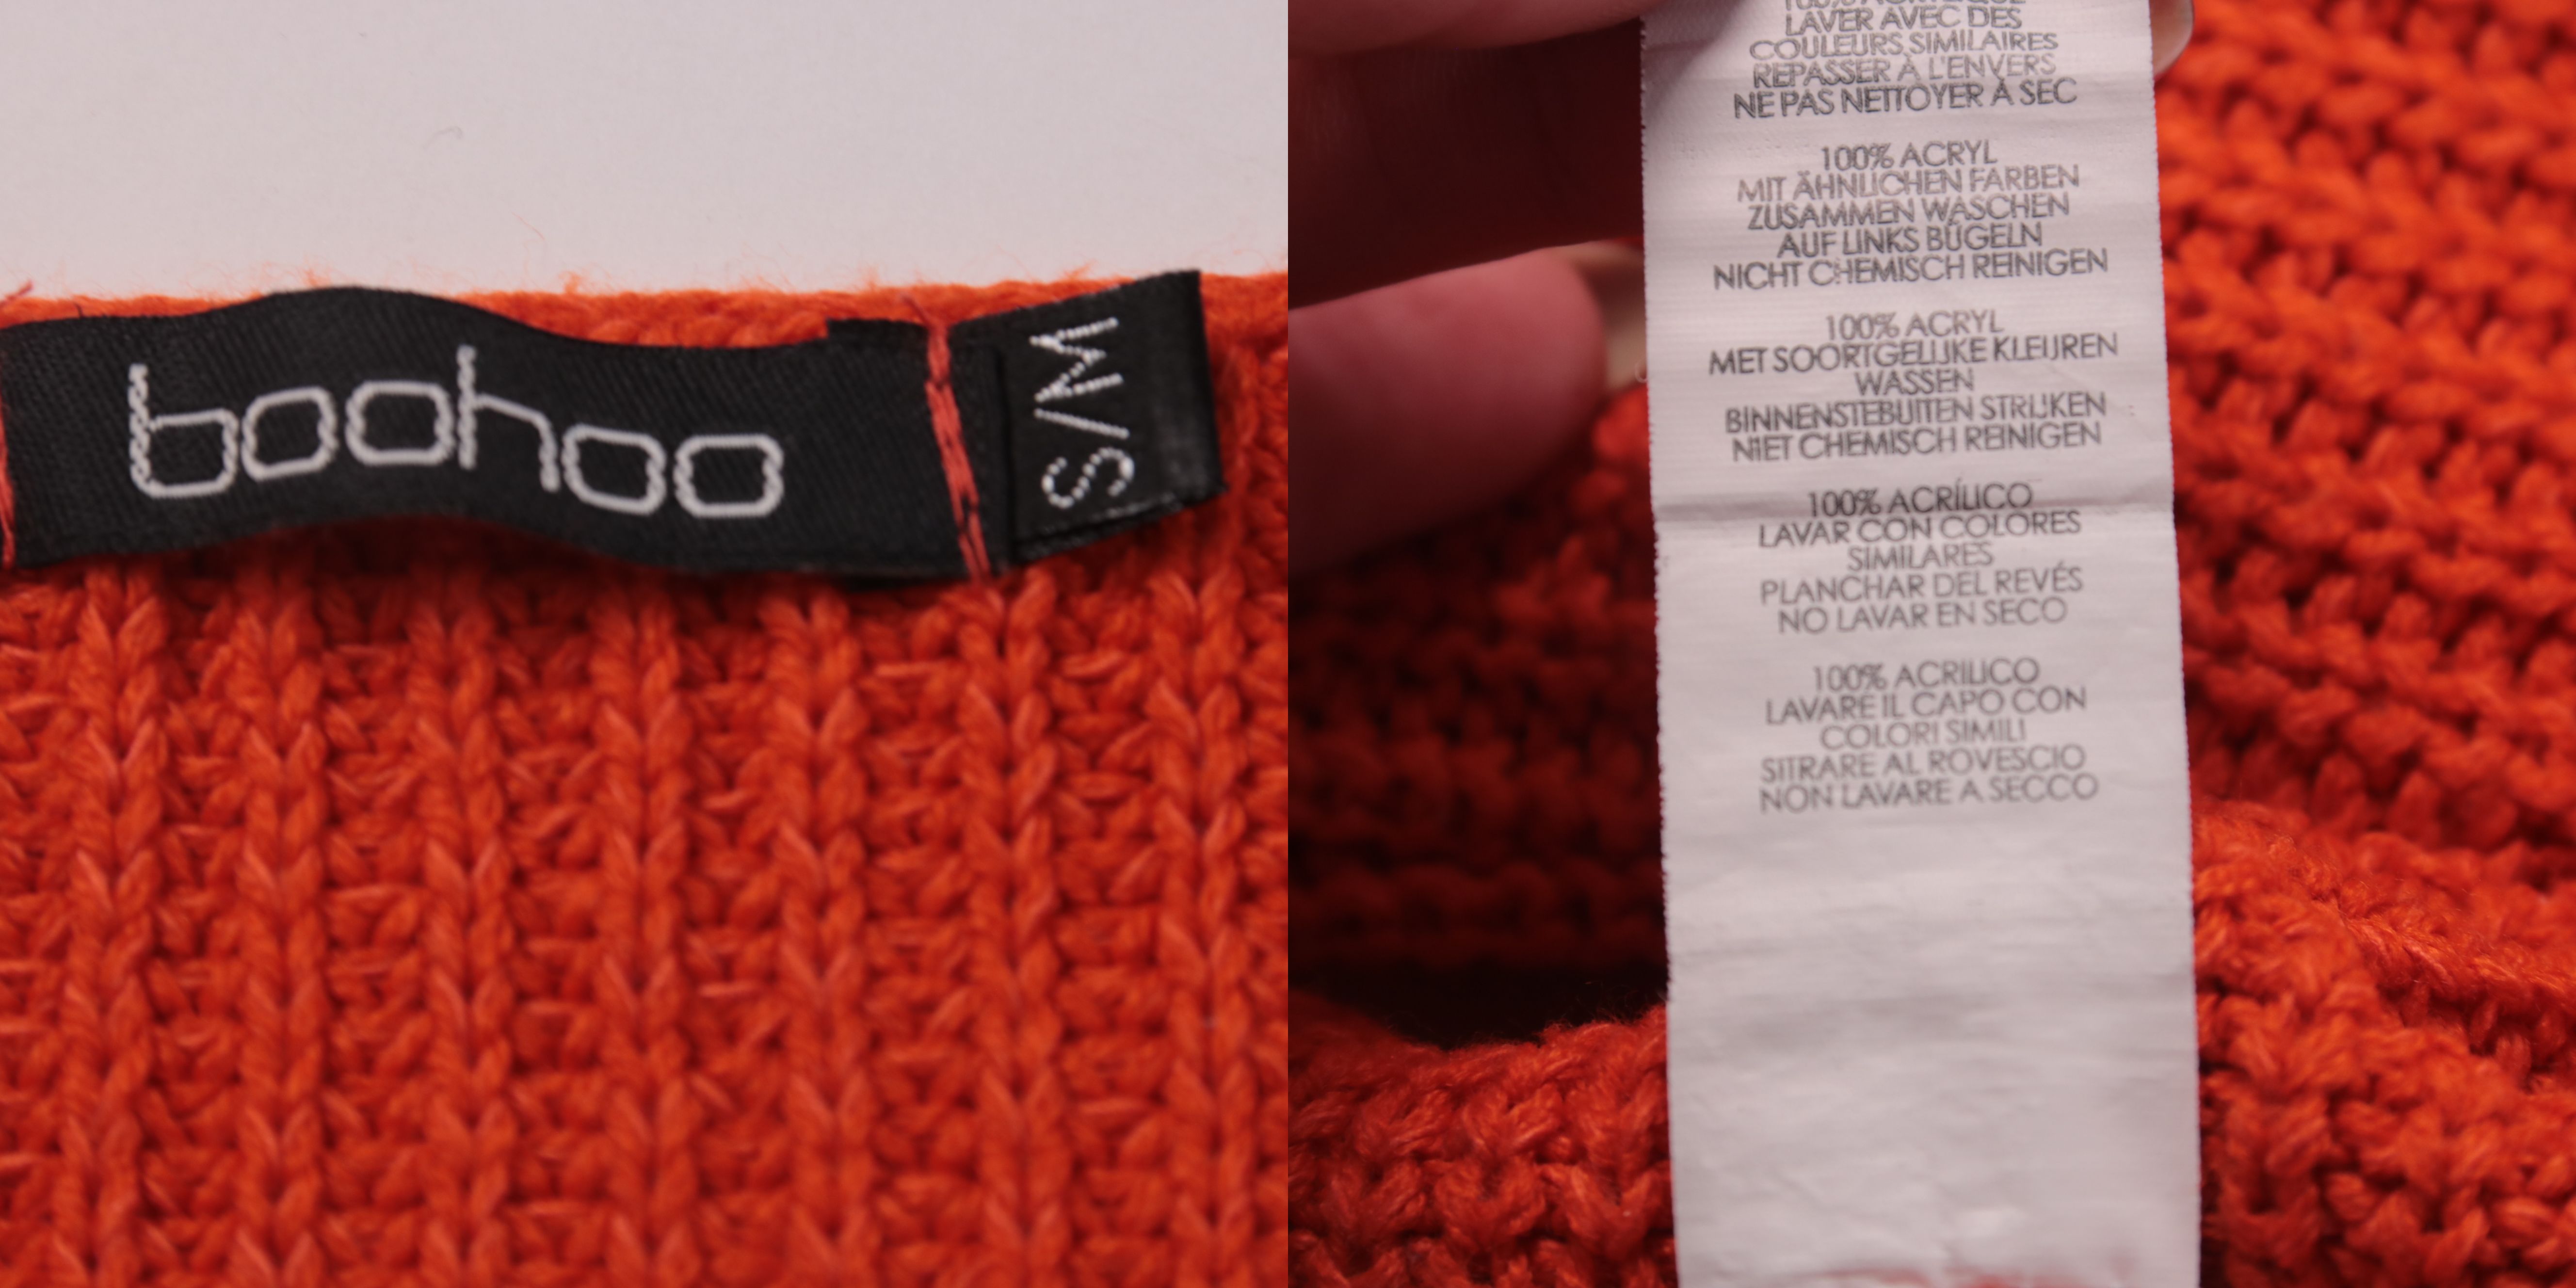 boohoo
S/M
100% ACRYLIQUE
LAVER AVEC DES
COULEURS SIMILAIRES
REPASSER À L'ENVERS
NE PAS NETTOYER À SEC
100% ACRYL
MIT ÄHNLICHEN FARBEN
ZUSAMMEN WASCHEN
AUF LINKS BÜGELN
NICHT CHEMISCH REINIGEN
100% ACRYL
MET SOORTGELIJKE KLEUREN
WASSEN
BINNENSTEBUITEN STRIJKEN
NIET CHEMISCH REINIGEN
100% ACRÍLICO
LAVAR CON COLORES
SIMILARES
PLANCHAR DEL REVÉS
NO LAVAR EN SECO
100% ACRILICO
LAVARE IL CAPO CON
COLORI SIMILI
SITRARE AL ROVESCIO
NON LAVARE A SECCO